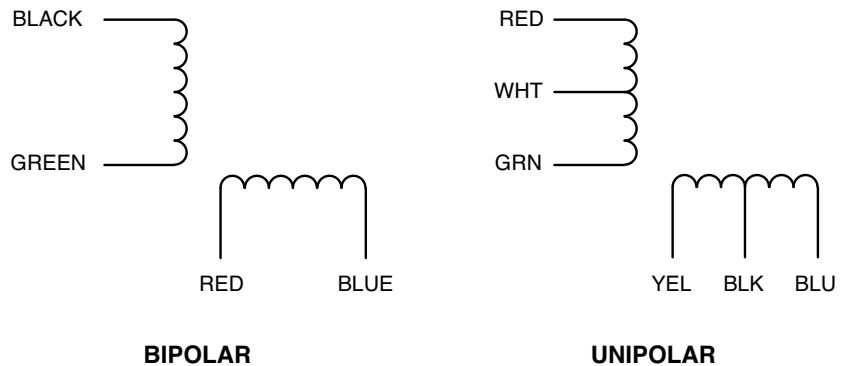 BLACK
GREEN
RED BLUE
BIPOLAR
RED
WHT
GRN
YEL BLK BLU
UNIPOLAR